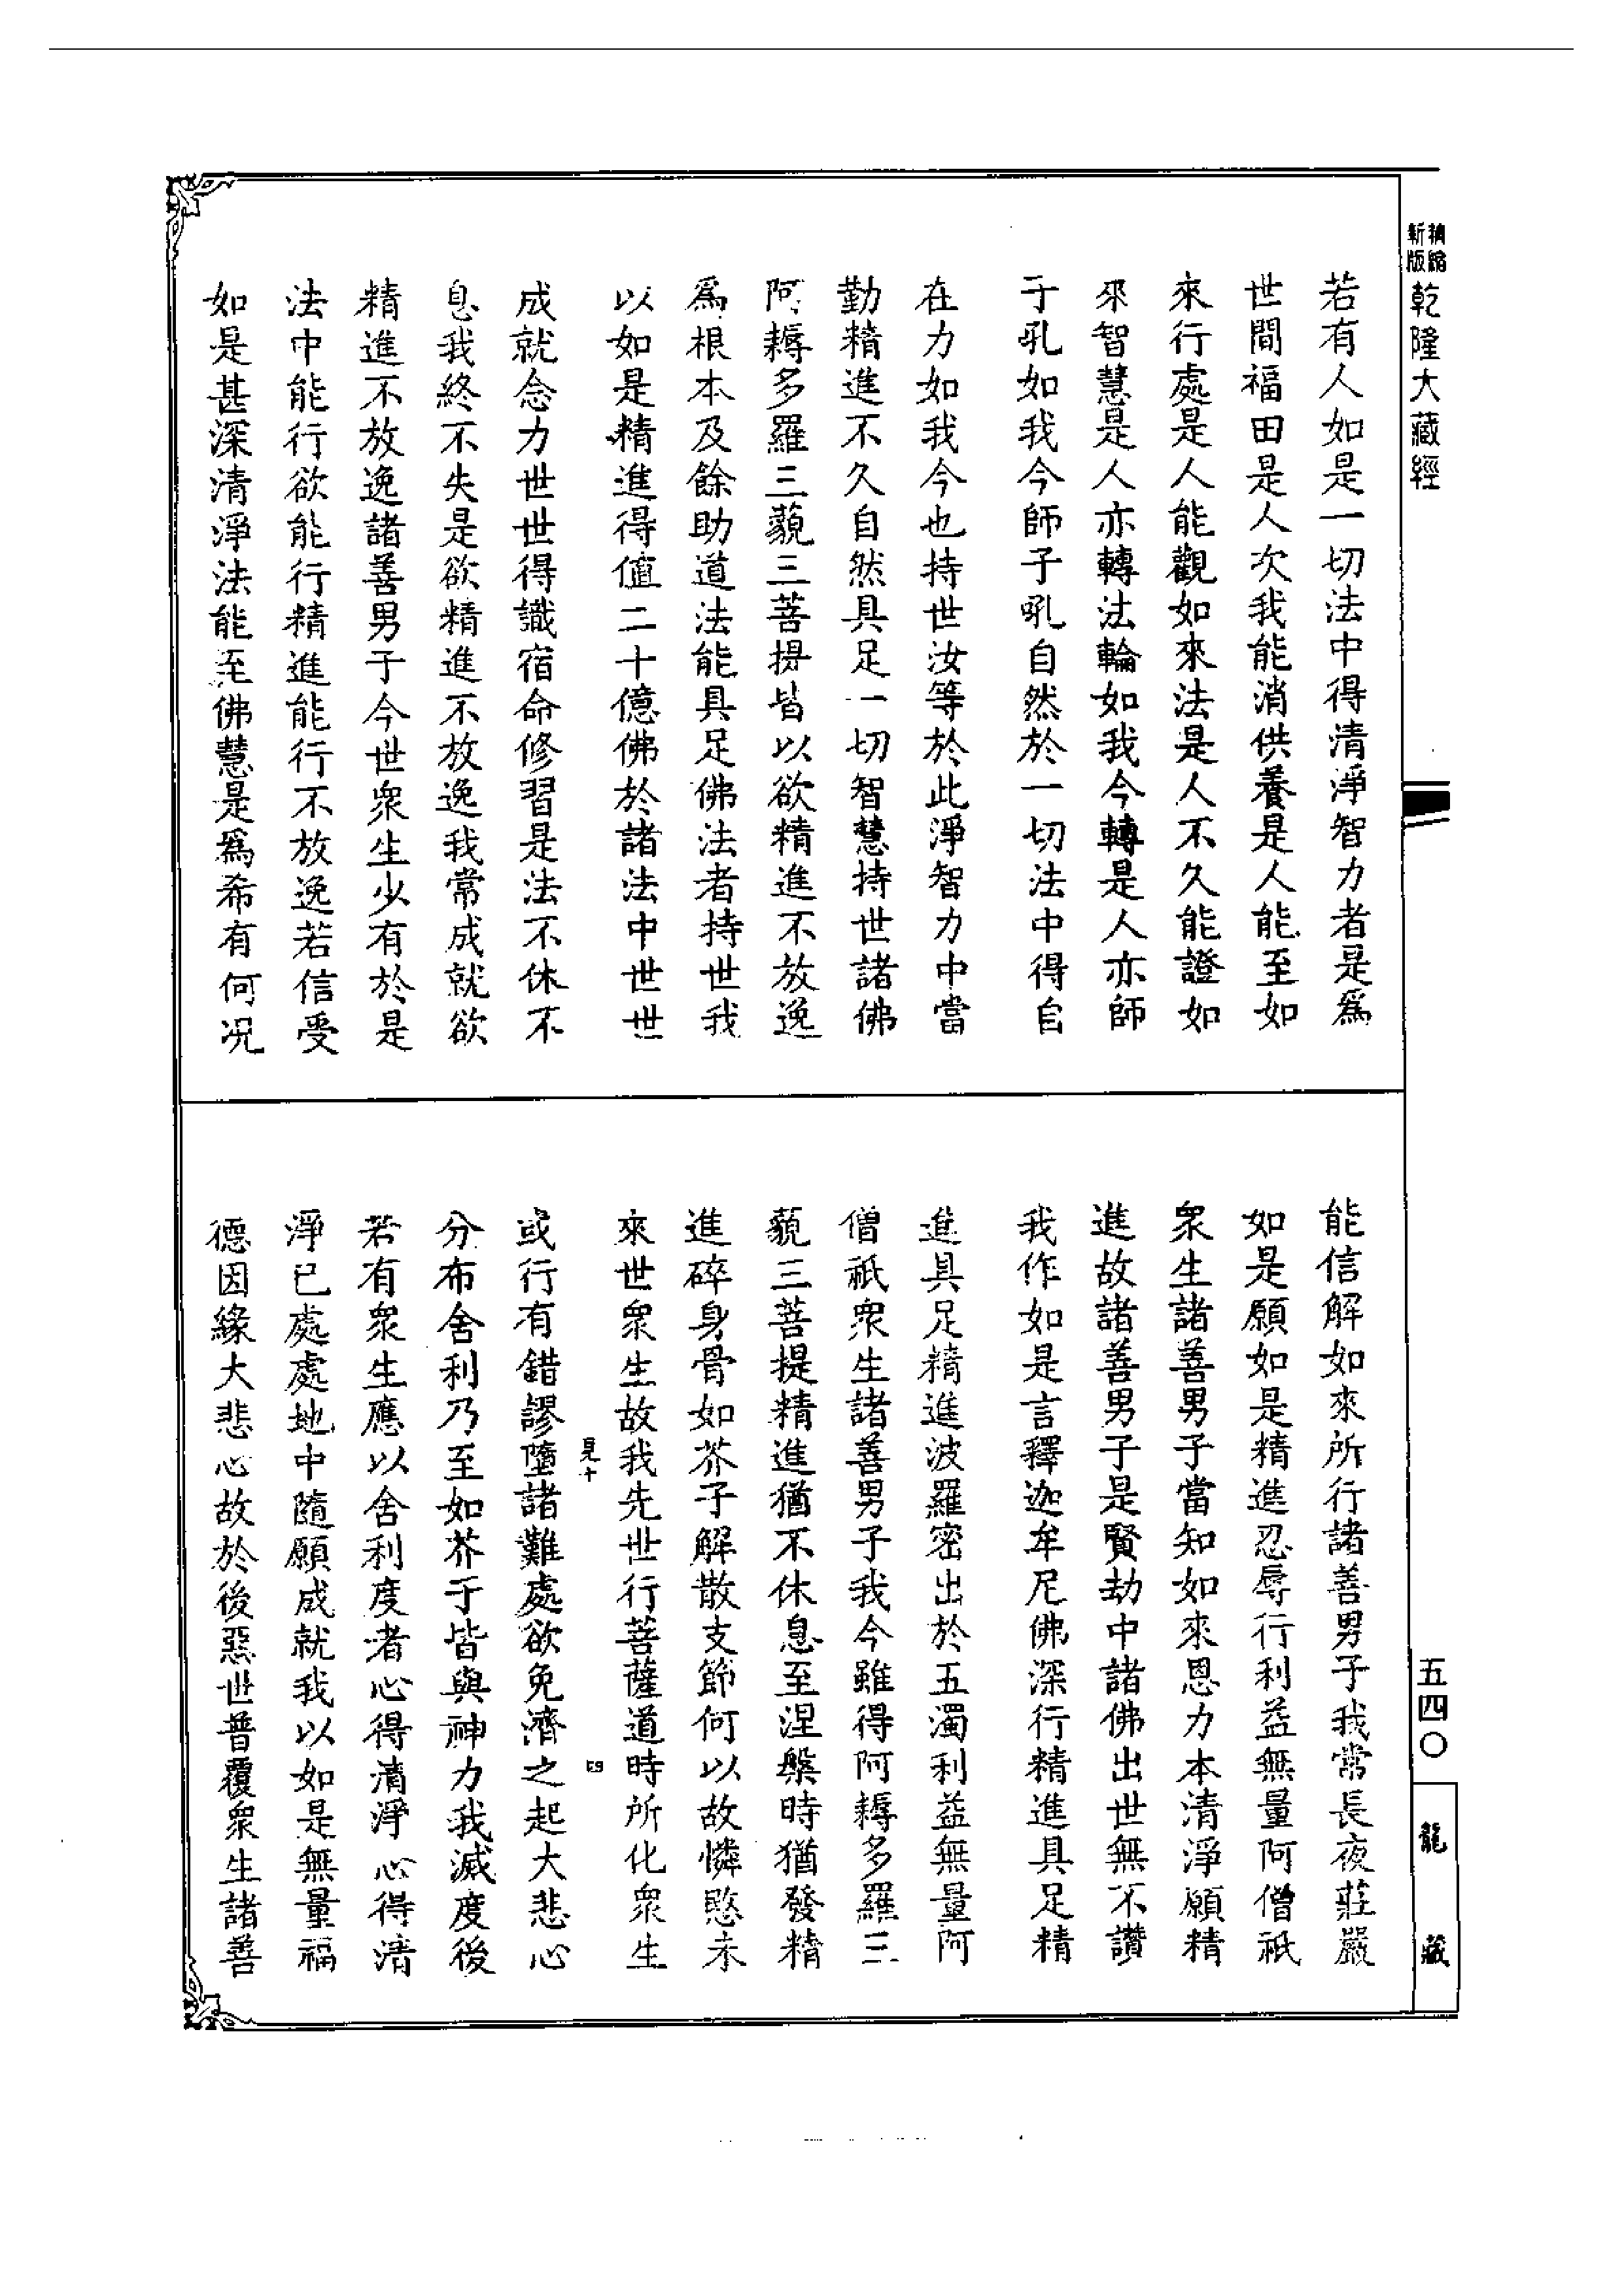 新版精縮
乾隆大藏經
五四〇
龍藏
若有人如是一切法中得清淨智力者是爲
世間福田是人次我能消供養是人能至如
來行處是人能觀如來法是人不久能證如
來智慧是人亦轉法輪如我今轉是人亦師
子吼如我今師子吼自然於一切法中得自
在力如我今也持世汝等於此淨智力中當
勤精進不久自然具足一切智慧持世諸佛
阿耨多羅三藐三菩提皆以欲精進不放逸
爲根本及餘助道法能具足佛法者持世我
以如是精進得値二十億佛於諸法中世世
成就念力世世得識宿命修習是法不休不
息我終不失是欲精進不放逸我常成就欲
精進不放逸諸善男子今世衆生少有於是
法中能行欲能行精進能行不放逸若信受
如是甚深清淨法能至佛慧是爲希有何況
能信解如來所行諸善男子我常長夜莊嚴
如是願如是精進忍辱行利益無量阿僧祇
衆生諸善男子當知如來恩力本清淨願精
進故諸善男子是賢劫中諸佛出世無不讚
我作如是言釋迦牟尼佛深行精進具足精
進具足精進波羅密出於五濁利益無量阿
僧祇衆生諸善男子我今雖得阿耨多羅三
藐三菩提精進猶不休息至涅槃時猶發精
進碎身骨如芥子解散支節何以故憐愍未
來世衆生故我先世行菩薩道時所化衆生
見十
四
或行有錯謬墮諸難處欲免濟之起大悲心
分布舍利乃至如芥子皆與神力我滅度後
若有衆生應以舍利度者心得清淨心得清
淨已處處地中隨願成就我以如是無量福
德因緣大悲心故於後惡世普覆衆生諸善